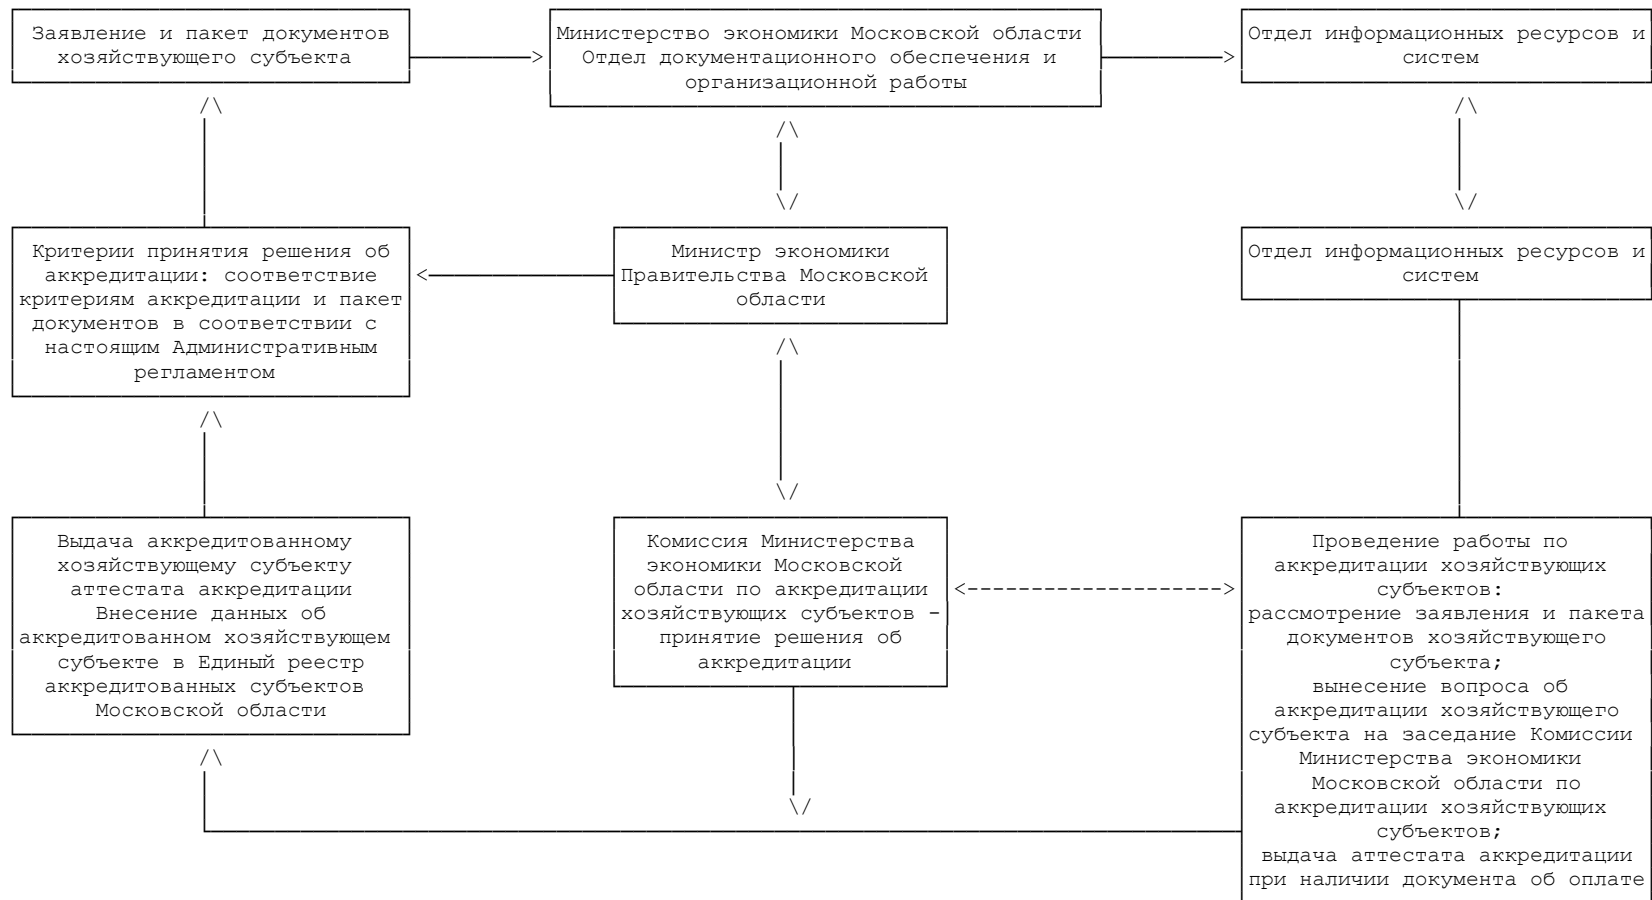 Заявление и пакет документов
хозяйствующего субъекта
Министерство экономики Московской области
Отдел документационного обеспечения и
организационной работы
Отдел информационных ресурсов и
систем
Критерии принятия решения об
аккредитации: соответствие
критериям аккредитации и пакет
документов в соответствии с
настоящим Административным
регламентом
Министр экономики
Правительства Московской
области
Отдел информационных ресурсов и
систем
Выдача аккредитованному
хозяйствующему субъекту
аттестата аккредитации
Внесение данных об
аккредитованном хозяйствующем
субъекте в Единый реестр
аккредитованных субъектов
Московской области
Комиссия Министерства
экономики Московской
области по аккредитации
хозяйствующих субъектов -
принятие решения об
аккредитации
Проведение работы по
аккредитации хозяйствующих
субъектов:
рассмотрение заявления и пакета
документов хозяйствующего
субъекта;
вынесение вопроса об
аккредитации хозяйствующего
субъекта на заседание Комиссии
Министерства экономики
Московской области по
аккредитации хозяйствующих
субъектов;
выдача аттестата аккредитации
при наличии документа об оплате